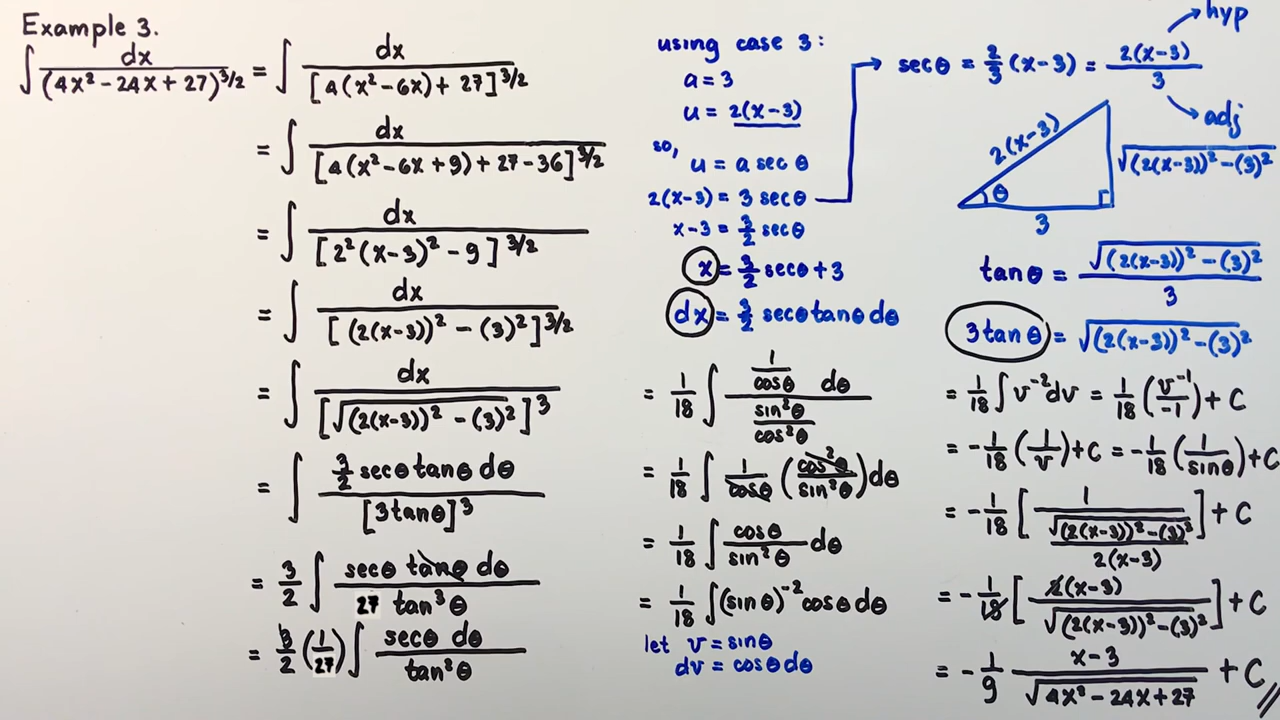 Example 3.
∫ dx/(4x² − 24x + 27)^3/2 = ∫ dx/[4(x² − 6x) + 27]^3/2
= ∫ dx/[4(x² − 6x + 9) + 27 − 36]^3/2
= ∫ dx/[2²(x − 3)² − 9]^3/2
= ∫ dx/[(2(x−3))² − (3)²]^3/2
= ∫ dx/[√((2(x−3))² − (3)²)]³
= ∫ 3/2 secθ tanθ dθ/[3tanθ]³
= 3/2 ∫ secθ tanθ dθ/27 tan³θ
= 3/2 (1/27) ∫ secθ dθ/tan²θ
using case 3:
a = 3
u = 2(x−3)
so,
u = a sec θ
2(x−3) = 3 secθ
x−3 = 3/2 secθ
x = 3/2 secθ + 3
dx = 3/2 secθ tanθ dθ
= 1/18 ∫ (1/cosθ dθ)/(sin²θ/cos²θ)
= 1/18 ∫ 1/cosθ (cos²θ/sin²θ) dθ
= 1/18 ∫ cosθ/sin²θ dθ
= 1/18 ∫ (sinθ)⁻² cosθ dθ
let v = sinθ
dv = cosθ dθ
hyp
secθ = 2/3 (x−3) = 2(x−3)/3
adj
2(x−3)
√((2(x−3))² − (3)²)
θ
3
tanθ = √((2(x−3))² − (3)²)/3
3tanθ = √((2(x−3))² − (3)²)
= 1/18 ∫ v⁻² dv = 1/18 (v⁻¹/−1) + C
= −1/18 (1/v) + C = −1/18 (1/sinθ) + C
= −1/18 [1/(√((2(x−3))² − (3)²)/2(x−3))] + C
= −1/18 [2(x−3)/√((2(x−3))² − (3)²)] + C
= −1/9 x−3/√(4x² − 24x + 27) + C //